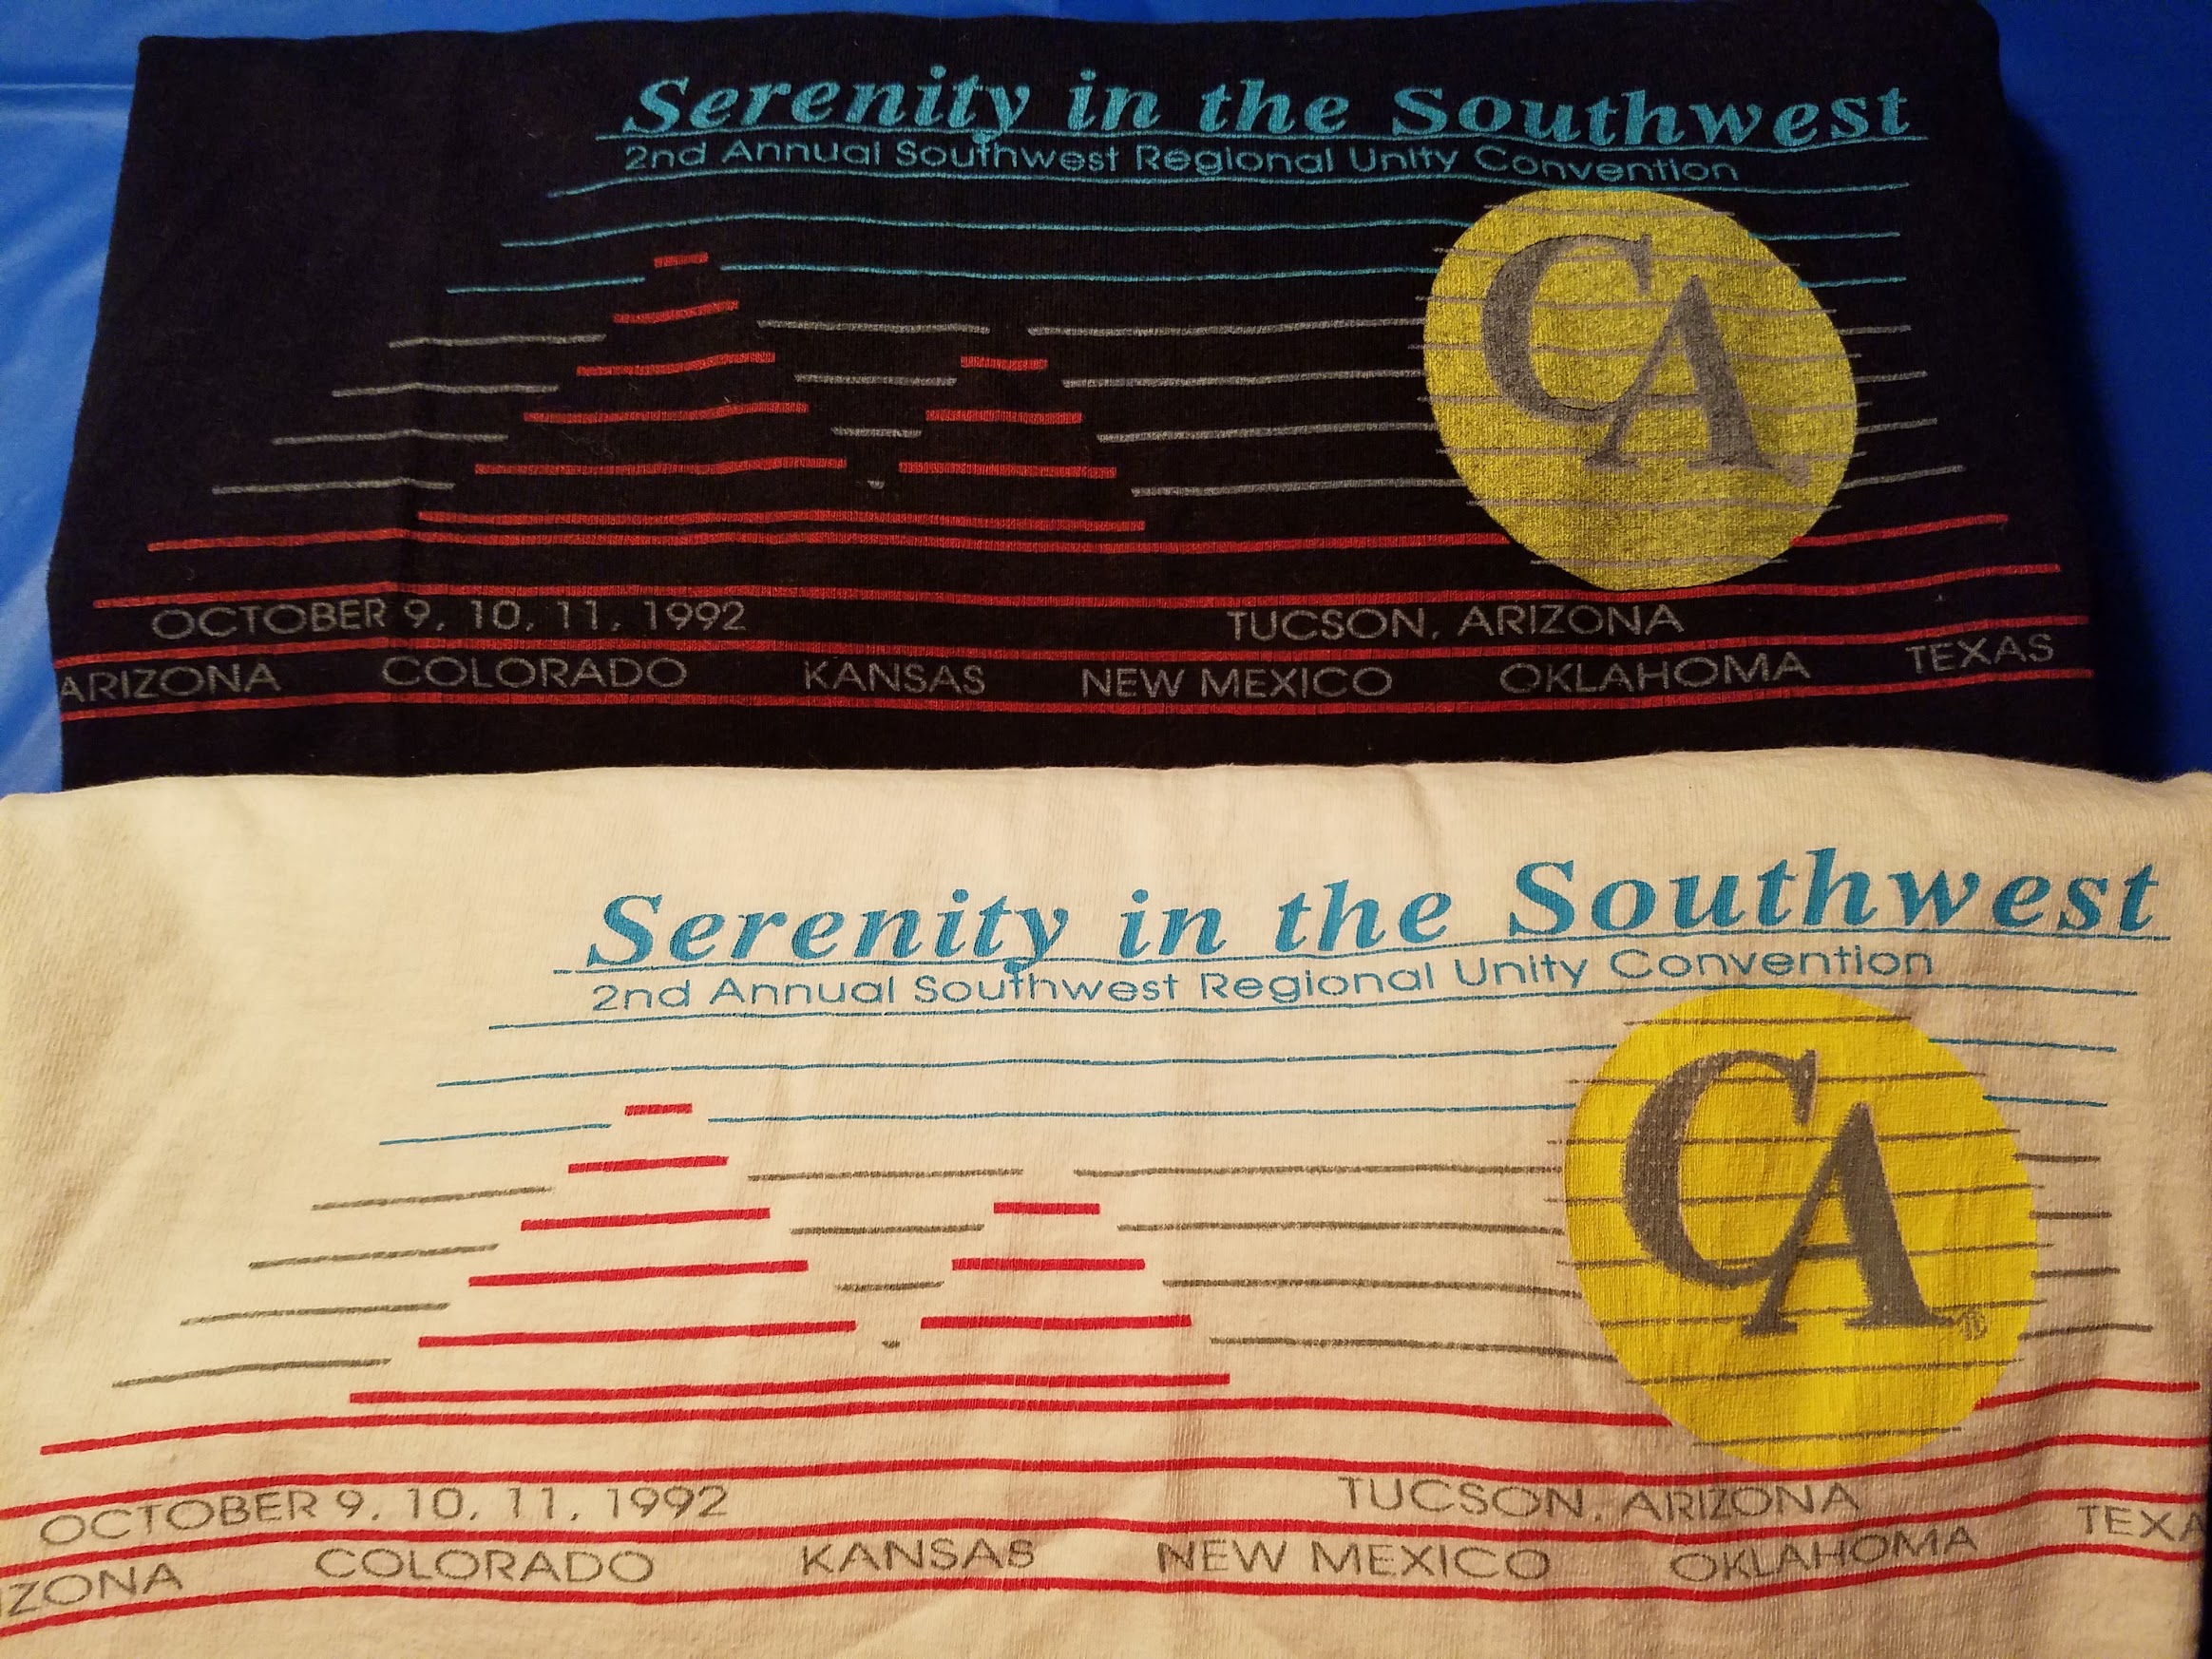 Serenity in the Southwest
2nd Annual Southwest Regional Unity Convention
CA
OCTOBER 9, 10, 11, 1992 TUCSON, ARIZONA
ARIZONA COLORADO KANSAS NEW MEXICO OKLAHOMA TEXAS
Serenity in the Southwest
2nd Annual Southwest Regional Unity Convention
CA®
OCTOBER 9, 10, 11, 1992 TUCSON, ARIZONA
IZONA COLORADO KANSAS NEW MEXICO OKLAHOMA TEXA